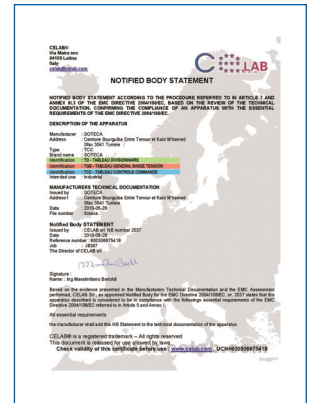 CELAB®
Via Maira snc
04100 Latina
Italy
celab@celab.com
CELAB
NOTIFIED BODY STATEMENT
NOTIFIED BODY STATEMENT ACCORDING TO THE PROCEDURE REFERRED TO IN ARTICLE 7 AND
ANNEX III.3 OF THE EMC DIRECTIVE 2004/108/EC, BASED ON THE REVIEW OF THE TECHNICAL
DOCUMENTATION, CONFIRMING THE COMPLIANCE OF AN APPARATUS WITH THE ESSENTIAL
REQUIREMENTS OF THE EMC DIRECTIVE 2004/108/EC.
DESCRIPTION OF THE APPARATUS
Manufacturer : SOTECA
Address : Ceinture Bourguiba Entre Tenour et Kaid M'hamed
Sfax 3041 Tunisie
Type : TCC
Brand name : SOTECA
Identification : TD - TABLEAU DIVISIONNAIRE
Identification : TGB - TABLEAU GENERAL BASSE TENSION
Identification : TCC - TABLEAU CONTROLE COMMANDE
Intended use : Industrial
MANUFACTURERS TECHNICAL DOCUMENTATION
Issued by : SOTECA
Address1 : Ceinture Bourguiba Entre Tenour et Kaid M'hamed
Sfax 3041 Tunisie
Date : 2010-05-28
File number : Soteca
Notified Body STATEMENT
Issued by : CELAB srl NB number 2037
Date : 2010-05-28
Reference number : 800306675418
Job : J8307
The Director of CELAB srl
Signature :
Name : Ing Massimiliano Bertoldi
Based on the evidence presented in the Manufacturers Technical Documentation and the EMC Assessment
performed, CELAB Srl , as appointed Notified Body for the EMC Directive 2004/108/EC, nr. 2037 states that the
apparatus described is considered to be in compliance with the followings essential requirements of the EMC
Directive 2004/108/EC referred to in Article 5 and Annex I:
All essential requirements
the manufacturer shall add this NB Statement to the technical documentation of the apparatus
CELAB® is a registered trademark – All rights reserved
This document is released for use allowed by laws
Check validity of this certificate before use : www.celab.com , UCN#800306675418